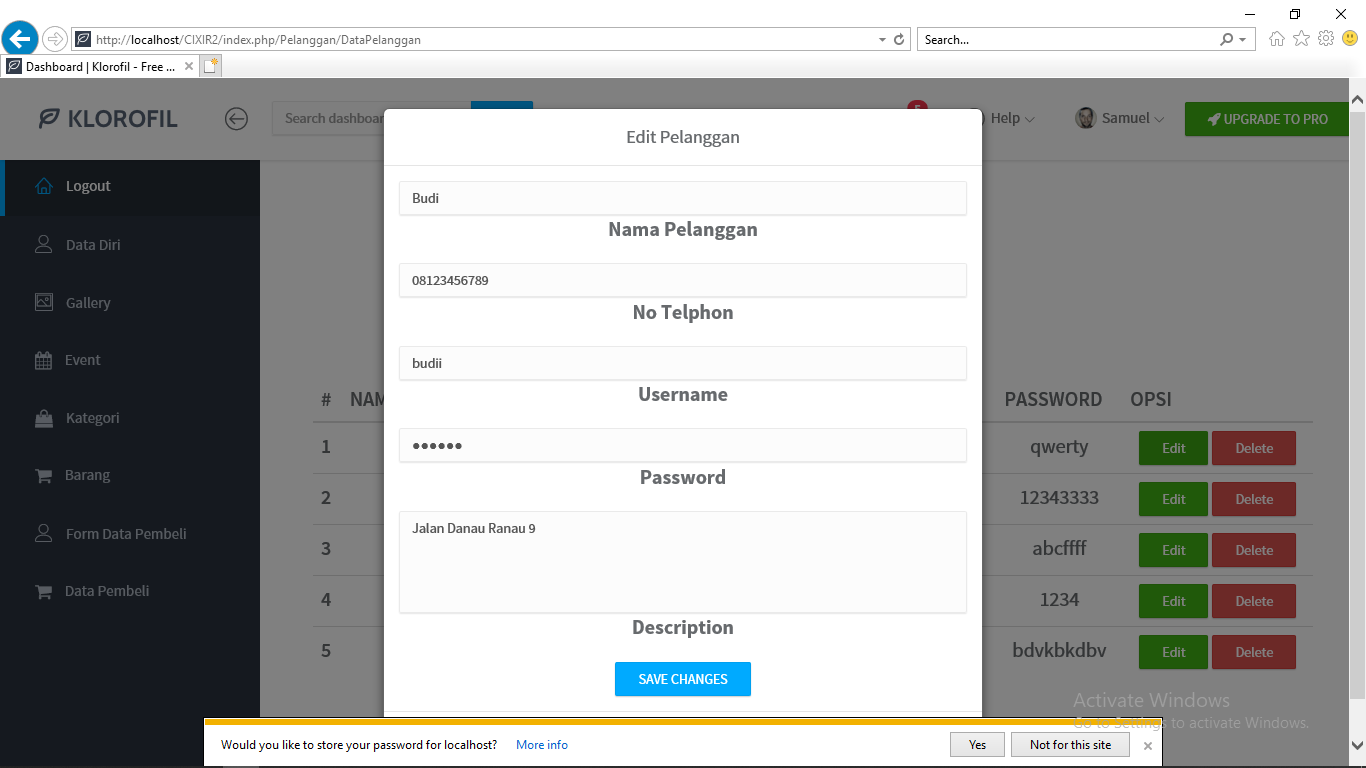 http://localhost/CIXIR2/index.php/Pelanggan/DataPelanggan
Search...
Dashboard | Klorofil - Free ...
KLOROFIL
Search dashboar
5
Help
Samuel
UPGRADE TO PRO
Edit Pelanggan
Logout
Data Diri
Gallery
Event
Kategori
Barang
Form Data Pembeli
Data Pembeli
Budi
Nama Pelanggan
08123456789
No Telphon
budii
Username
●●●●●●
Password
Jalan Danau Ranau 9
Description
SAVE CHANGES
# NAM PASSWORD OPSI
1 qwerty Edit Delete
2 12343333 Edit Delete
3 abcffff Edit Delete
4 1234 Edit Delete
5 bdvkbkdbv Edit Delete
Activate Windows
Go to Settings to activate Windows.
Would you like to store your password for localhost? More info Yes Not for this site